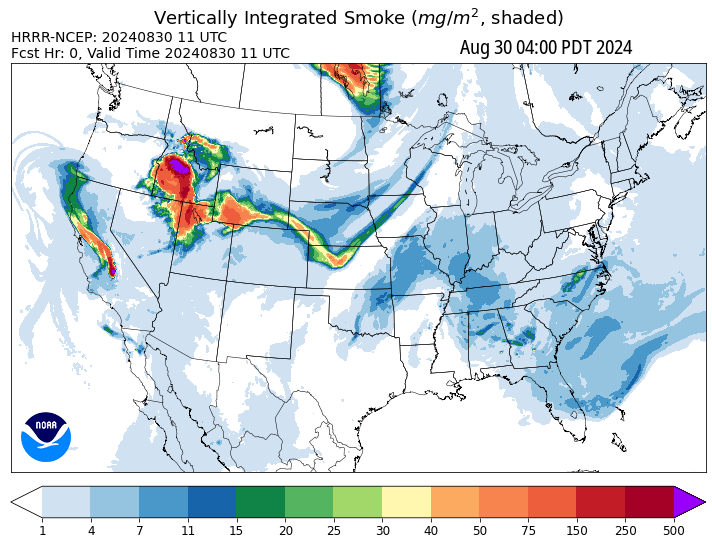 Vertically Integrated Smoke (mg/m², shaded)
HRRR-NCEP: 20240830 11 UTC
Fcst Hr: 0, Valid Time 20240830 11 UTC
Aug 30 04:00 PDT 2024
NOAA
1 4 7 11 15 20 25 30 40 50 75 150 250 500